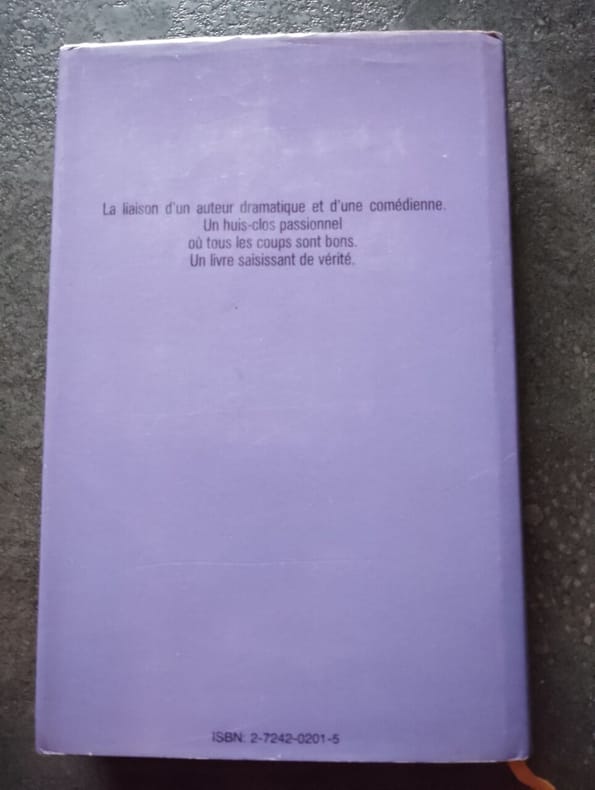 La liaison d'un auteur dramatique et d'une comédienne.
Un huis-clos passionnel
où tous les coups sont bons.
Un livre saisissant de vérité.
ISBN: 2-7242-0201-5